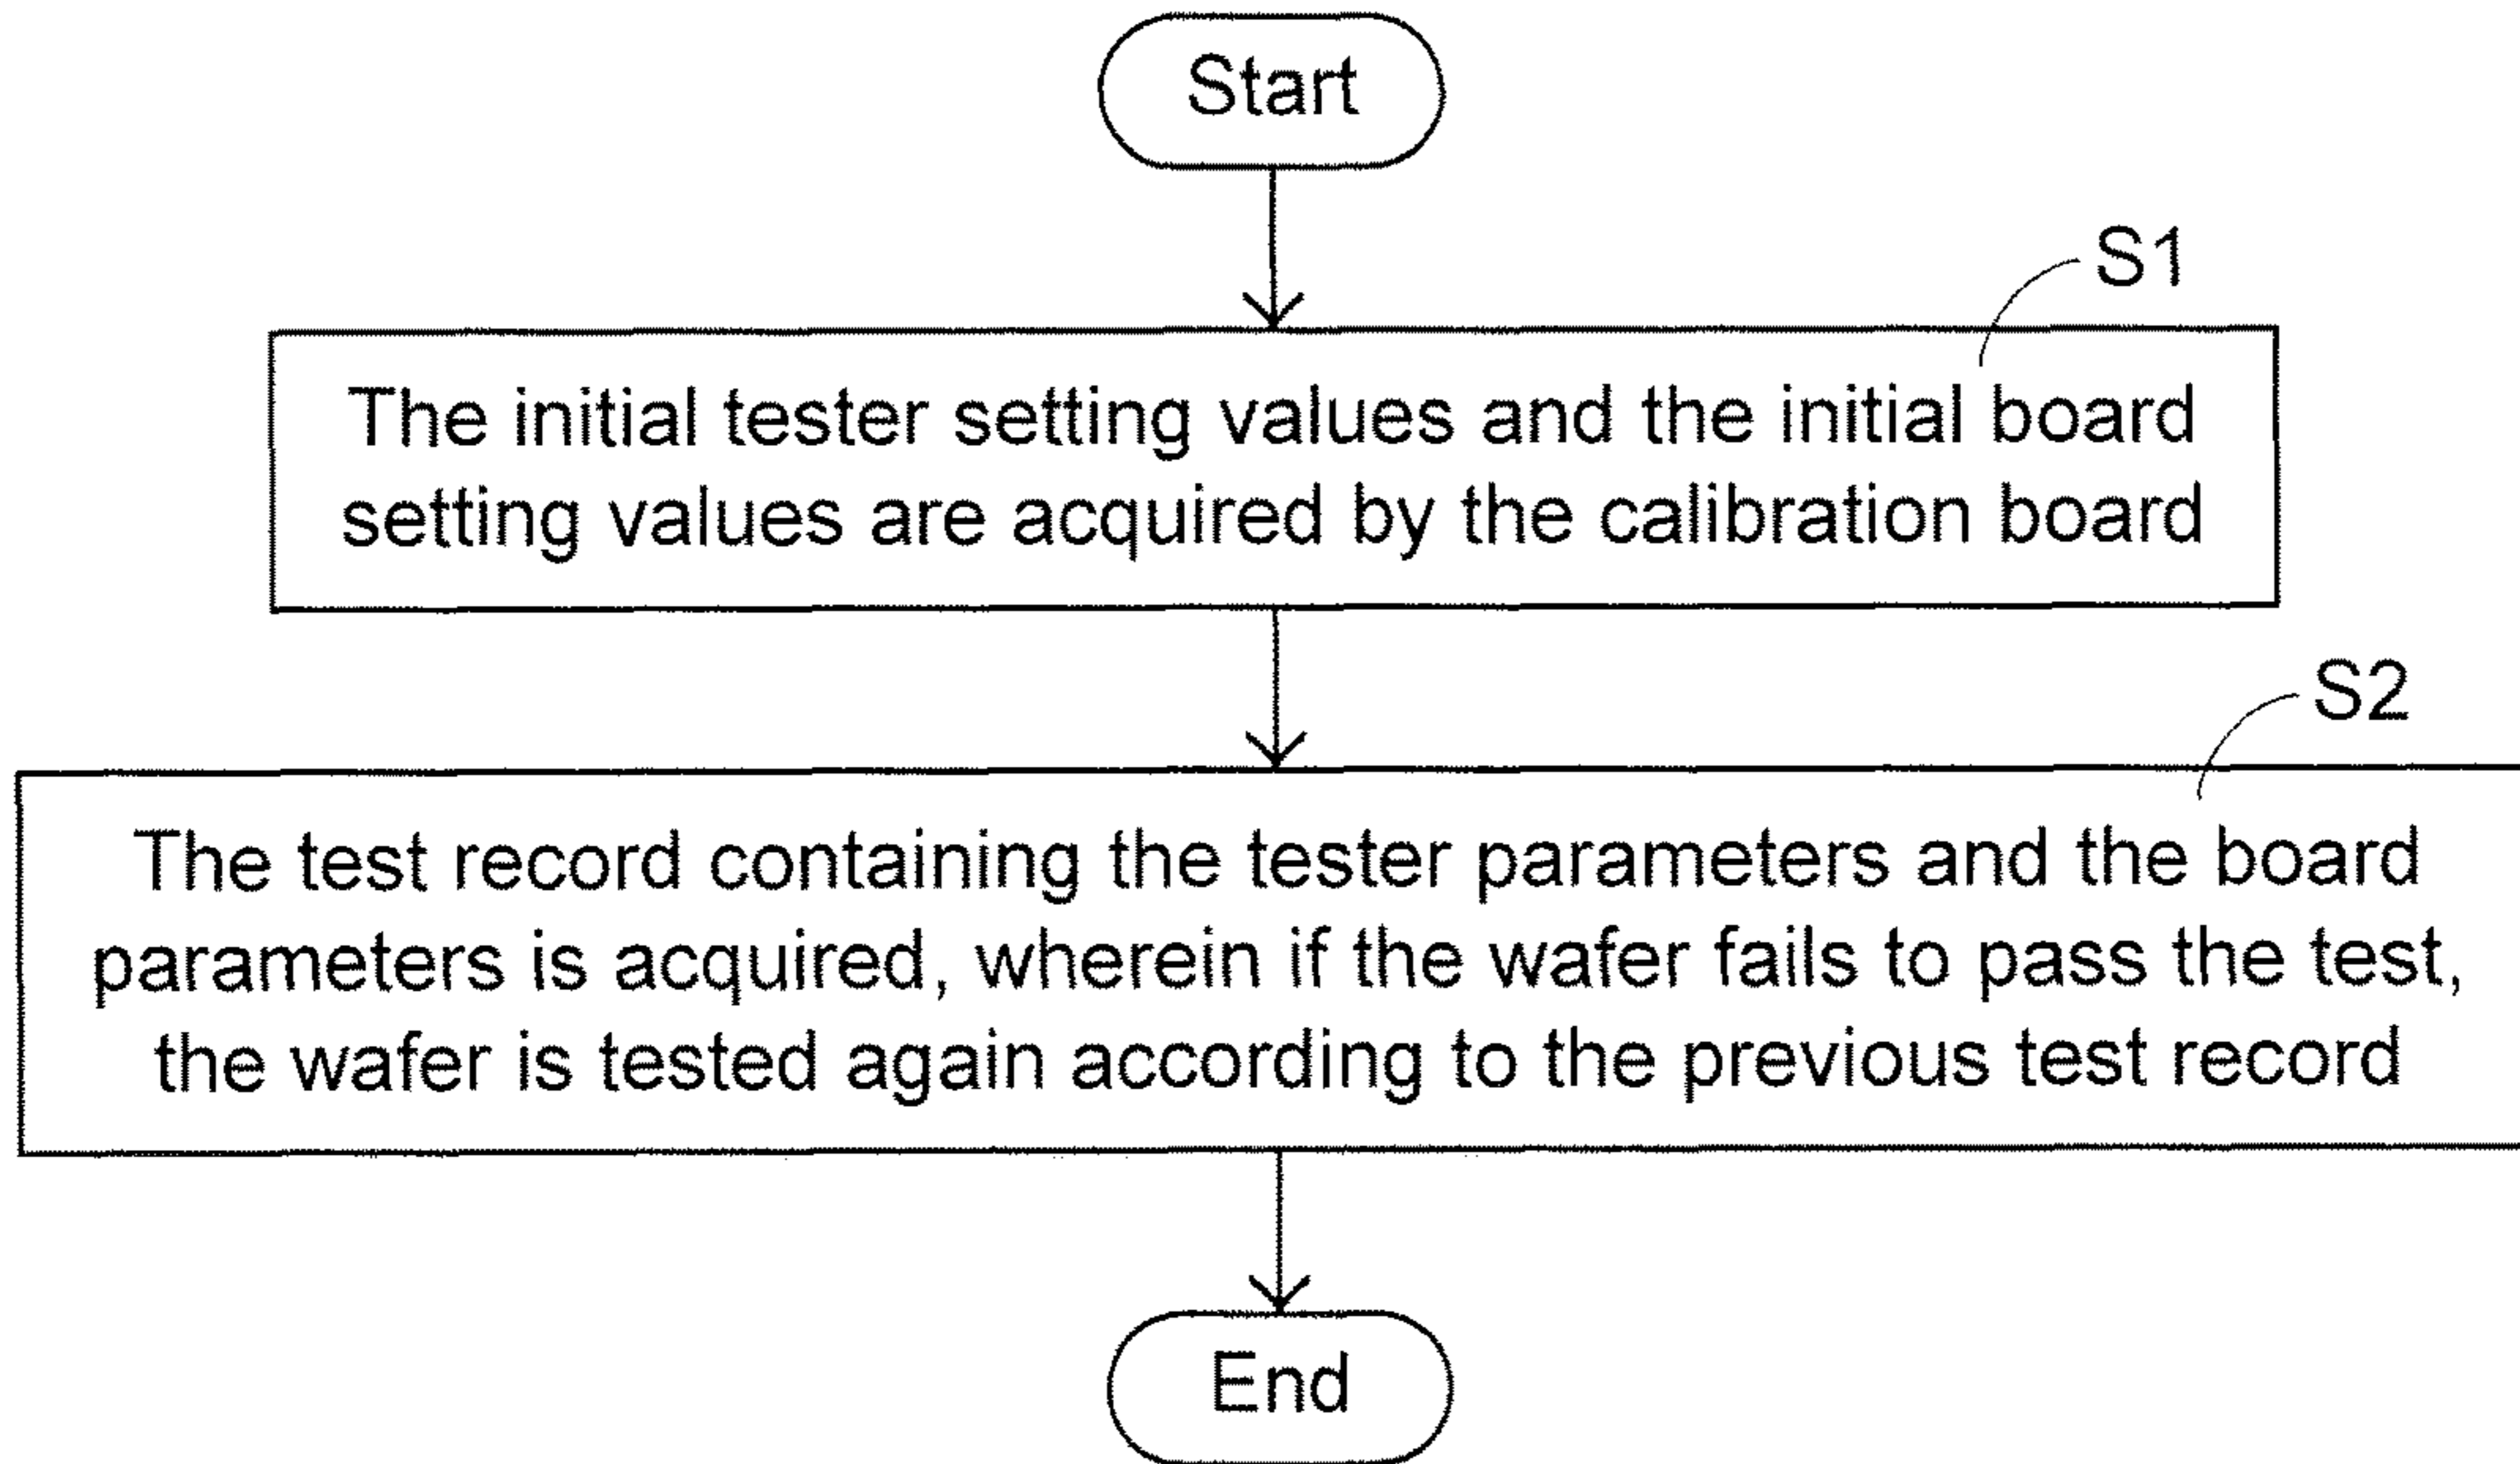 Start
S1
The initial tester setting values and the initial board
setting values are acquired by the calibration board
S2
The test record containing the tester parameters and the board
parameters is acquired, wherein if the wafer fails to pass the test,
the wafer is tested again according to the previous test record
End